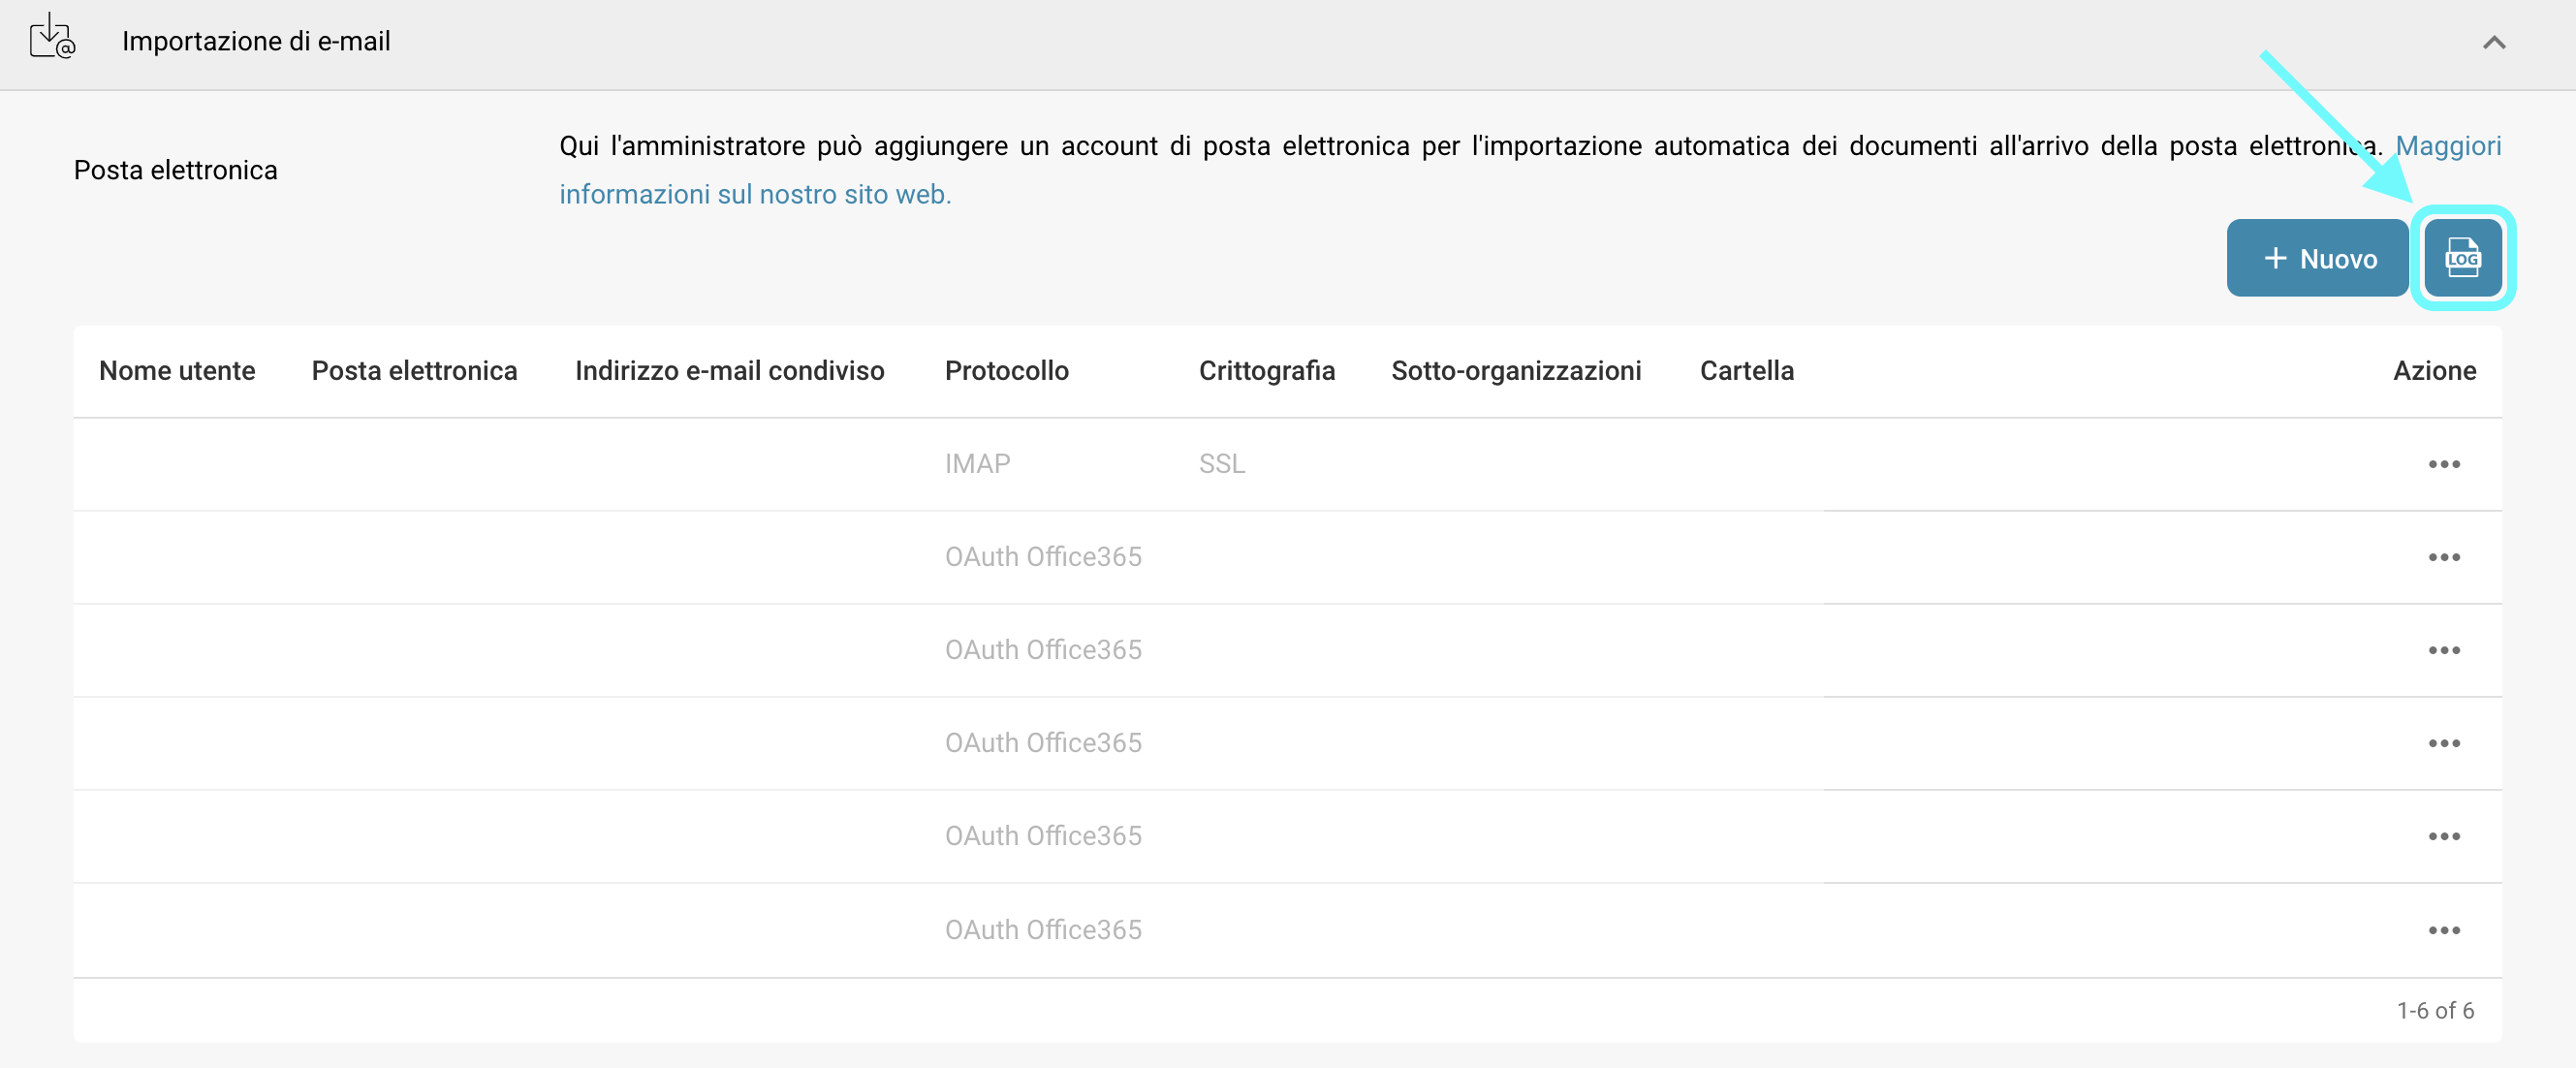 Importazione di e-mail
Posta elettronica
Qui l'amministratore può aggiungere un account di posta elettronica per l'importazione automatica dei documenti all'arrivo della posta elettronica. Maggiori
informazioni sul nostro sito web.
+ Nuovo LOG
Nome utente Posta elettronica Indirizzo e-mail condiviso Protocollo Crittografia Sotto-organizzazioni Cartella Azione
IMAP SSL
OAuth Office365
OAuth Office365
OAuth Office365
OAuth Office365
OAuth Office365
1-6 of 6